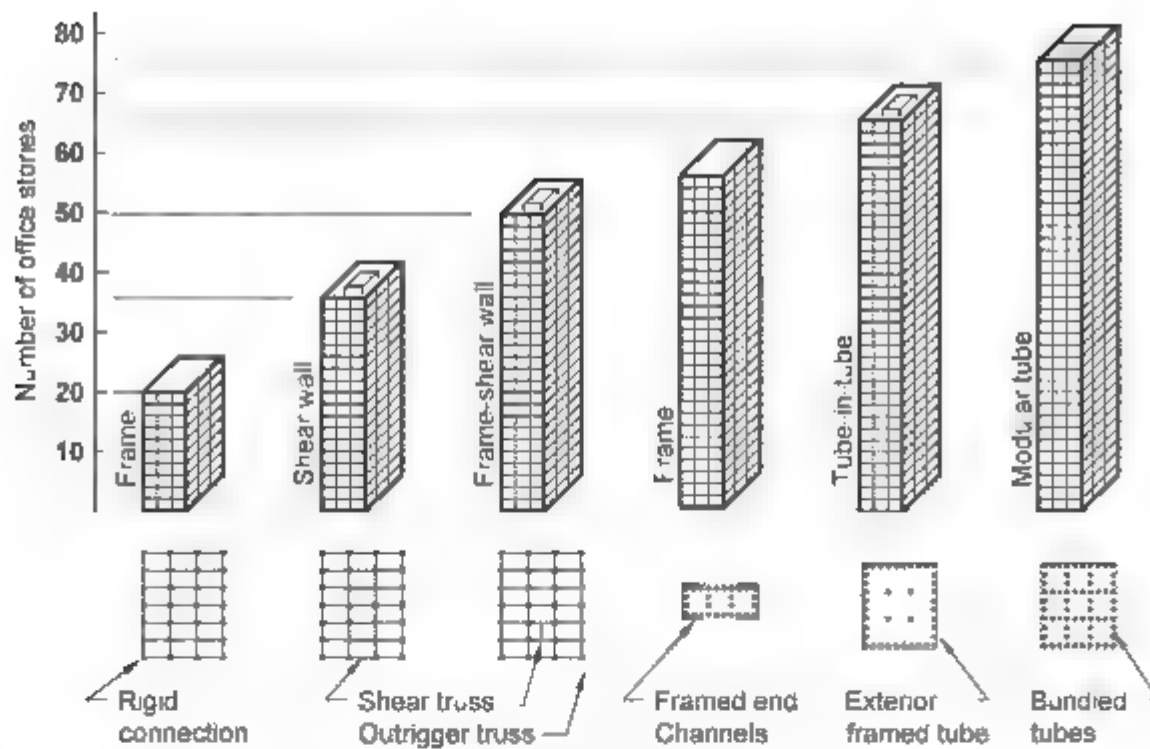 80
70
60
50
40
30
20
10
Number of office stories
Frame
Shear wall
Frame-shear wall
Frame
Tube-in-tube
Modular tube
Rigid
connection
Shear truss
Outrigger truss
Framed end
Channels
Exterior
framed tube
Bundled
tubes